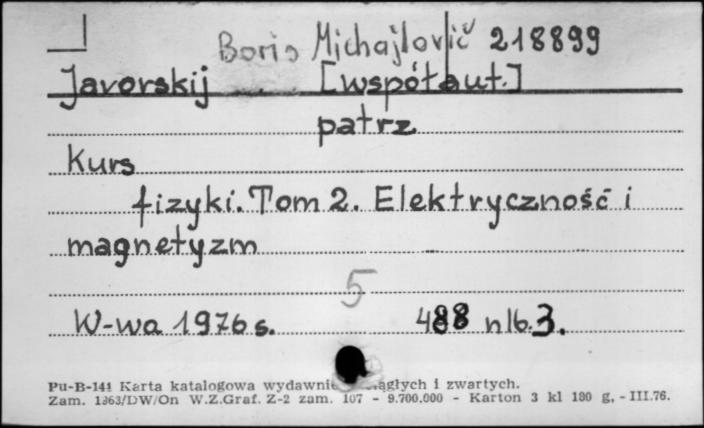 Boris Michajlovič 218899
Javorskij [współaut.]
patrz
Kurs
fizyki. Tom 2. Elektryczność i
magnetyzm
5
W-wa 1976 s. 488 nlb. 3.
Pu-B-141 Karta katalogowa wydawnic ciągłych i zwartych.
Zam. 1363/DW/On W.Z.Graf. Z-2 zam. 107 - 9.700.000 - Karton 3 kl 180 g, - III.76.